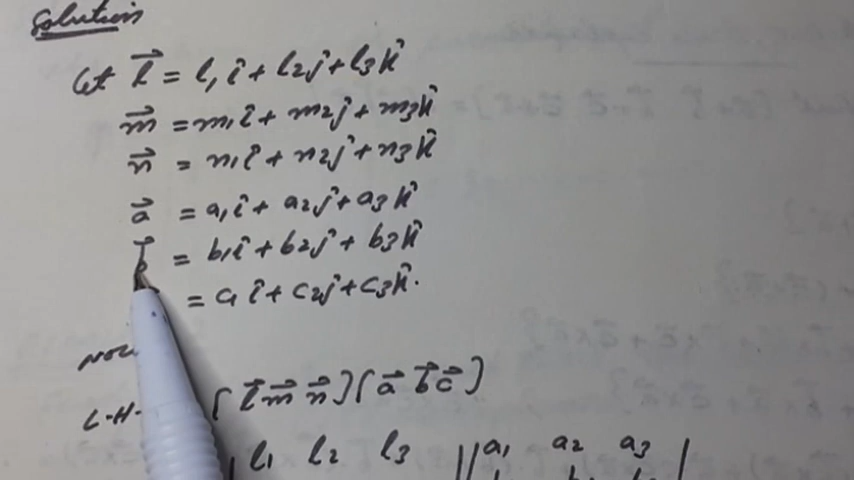 Solution
Let l⃗ = l₁î + l₂ĵ + l₃k̂
m⃗ = m₁î + m₂ĵ + m₃k̂
n⃗ = n₁î + n₂ĵ + n₃k̂
a⃗ = a₁î + a₂ĵ + a₃k̂
b⃗ = b₁î + b₂ĵ + b₃k̂
= c₁î + c₂ĵ + c₃k̂.
L.H.
[l⃗ m⃗ n⃗][a⃗ b⃗ c⃗]
| l₁ l₂ l₃ || a₁ a₂ a₃ |